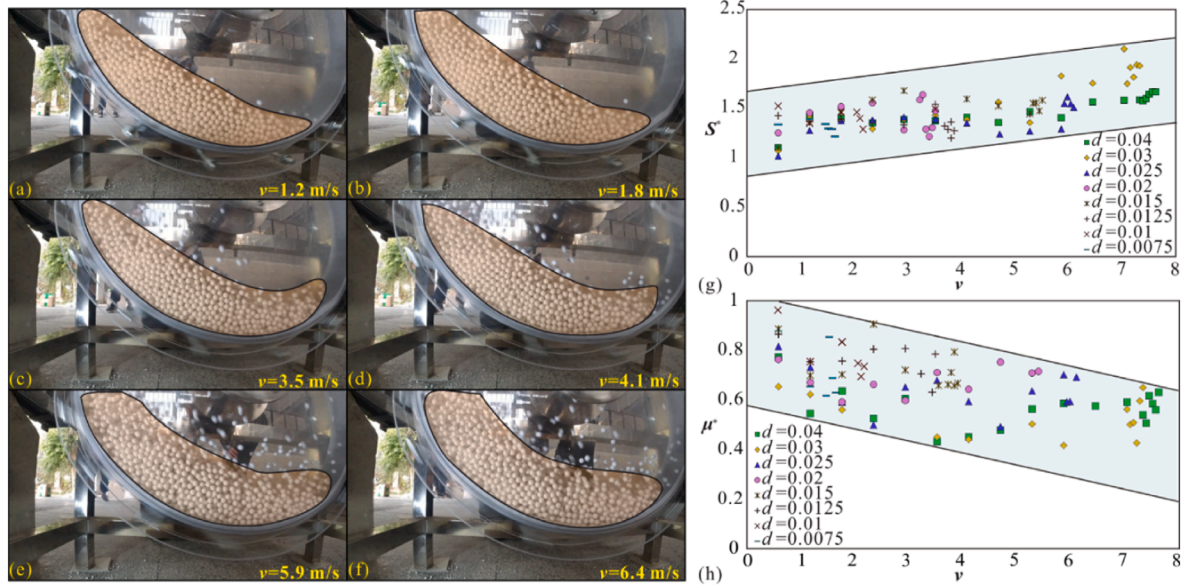 (a) v=1.2 m/s
(b) v=1.8 m/s
(c) v=3.5 m/s
(d) v=4.1 m/s
(e) v=5.9 m/s
(f) v=6.4 m/s
2.5
2
1.5
S*
1
0.5
0
d=0.04
d=0.03
d=0.025
d=0.02
d=0.015
d=0.0125
d=0.01
d=0.0075
0 1 2 3 4 5 6 7 8
(g) v
1
0.8
0.6
μ*
0.4
0.2
0
d=0.04
d=0.03
d=0.025
d=0.02
d=0.015
d=0.0125
d=0.01
d=0.0075
0 1 2 3 4 5 6 7 8
(h) v